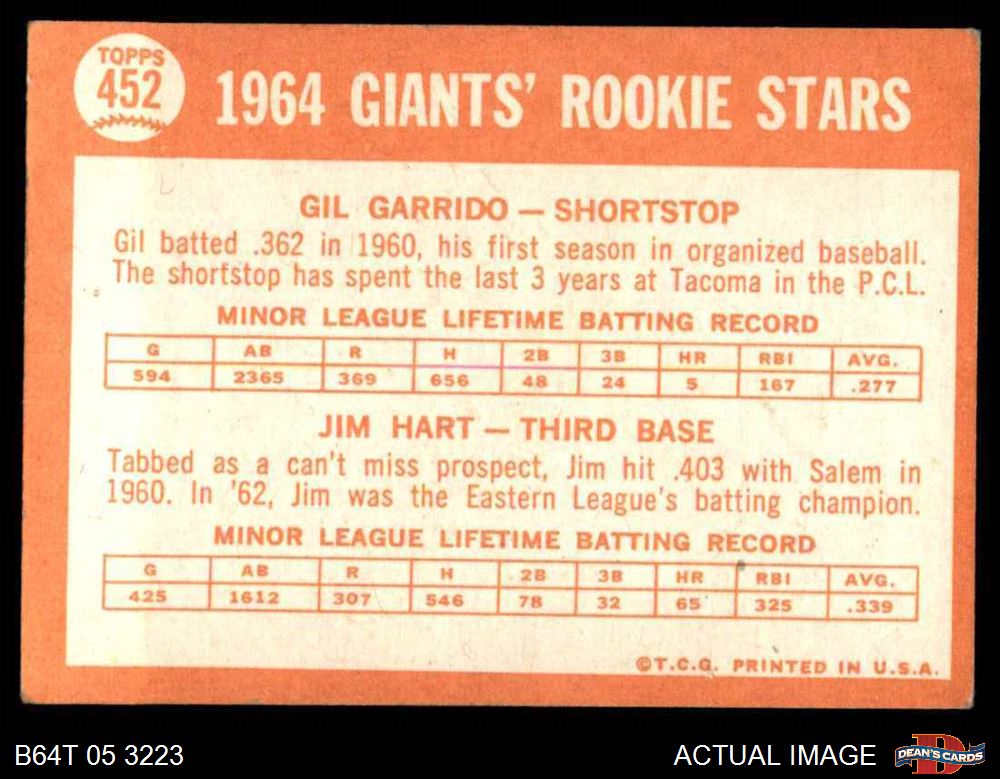 TOPPS
452
1964 GIANTS' ROOKIE STARS
GIL GARRIDO — SHORTSTOP
Gil batted .362 in 1960, his first season in organized baseball.
The shortstop has spent the last 3 years at Tacoma in the P.C.L.
MINOR LEAGUE LIFETIME BATTING RECORD
G AB R H 2B 3B HR RBI AVG.
594 2365 369 656 48 24 5 167 .277
JIM HART — THIRD BASE
Tabbed as a can't miss prospect, Jim hit .403 with Salem in
1960. In '62, Jim was the Eastern League's batting champion.
MINOR LEAGUE LIFETIME BATTING RECORD
G AB R H 2B 3B HR RBI AVG.
425 1612 307 546 78 32 65 325 .339
©T.C.G. PRINTED IN U.S.A.
B64T 05 3223
ACTUAL IMAGE
DEAN'S CARDS